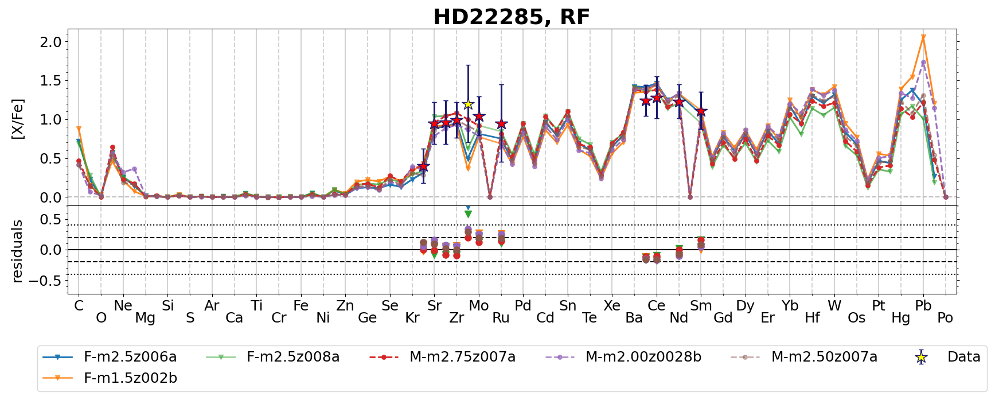 HD22285, RF
[X/Fe]
2.0
1.5
1.0
0.5
0.0
residuals
0.5
0.0
−0.5
C Ne Si Ar Ti Fe Zn Se Sr Mo Pd Sn Xe Ce Sm Dy Yb W Pt Pb
O Mg S Ca Cr Ni Ge Kr Zr Ru Cd Te Ba Nd Gd Er Hf Os Hg Po
F-m2.5z006a F-m2.5z008a M-m2.75z007a M-m2.00z0028b M-m2.50z007a Data
F-m1.5z002b